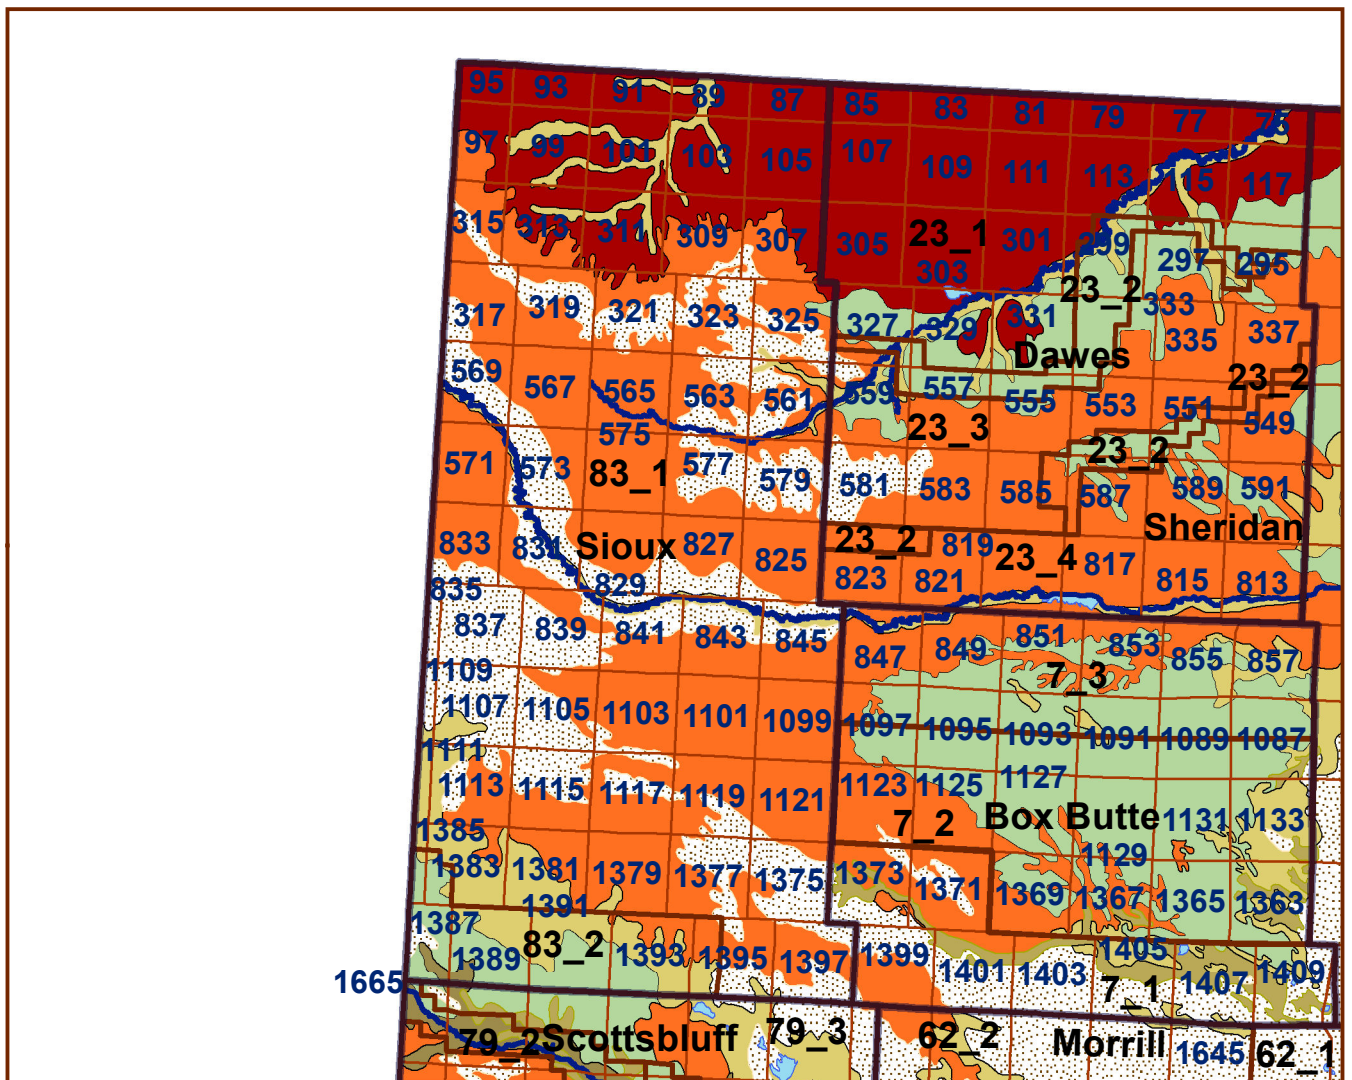 95 93 91 89 87 85 83 81 79 77 75
97 99 101 103 105 107 109 111 113 115 117
315 313 311 309 307 305 23_1 301 299 297 295
303 23_2 333
317 319 321 323 325 327 329 331 335 337
Dawes
569 567 565 563 561 559 557 555 553 551 23_2 549
575 23_3
571 573 83_1 577 579 581 583 585 23_2 587 589 591
Sheridan
833 831 Sioux 827 825 23_2 819 23_4 817 815 813
835 829 823 821
837 839 841 843 845 847 849 851 853 855 857
1109 7_3
1107 1105 1103 1101 1099 1097 1095 1093 1091 1089 1087
1111
1113 1115 1117 1119 1121 1123 1125 1127
1385 7_2 Box Butte 1131 1133
1129
1383 1381 1379 1377 1375 1373 1371 1369 1367 1365 1363
1391
1387 83_2 1405
1389 1393 1395 1397 1399 1401 1403 7_1 1407 1409
1665
79_2 Scottsbluff 79_3 62_2 Morrill 1645 62_1